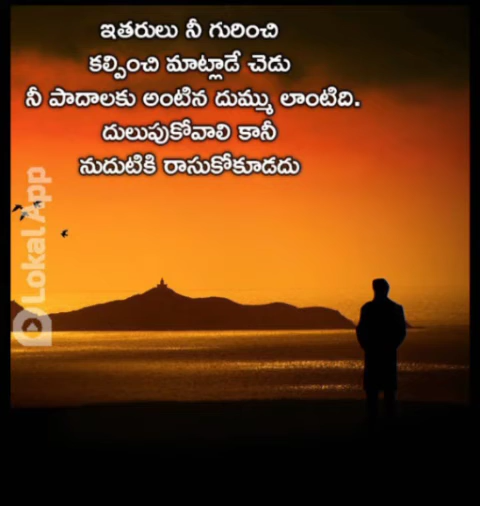 ఇతరులు నీ గురించి
కల్పించి మాట్లాడే చెడు
నీ పాదాలకు అంటిన దుమ్ము లాంటిది.
దులుపుకోవాలి కానీ
నుదుటికి రాసుకోకూడదు
Lokal App